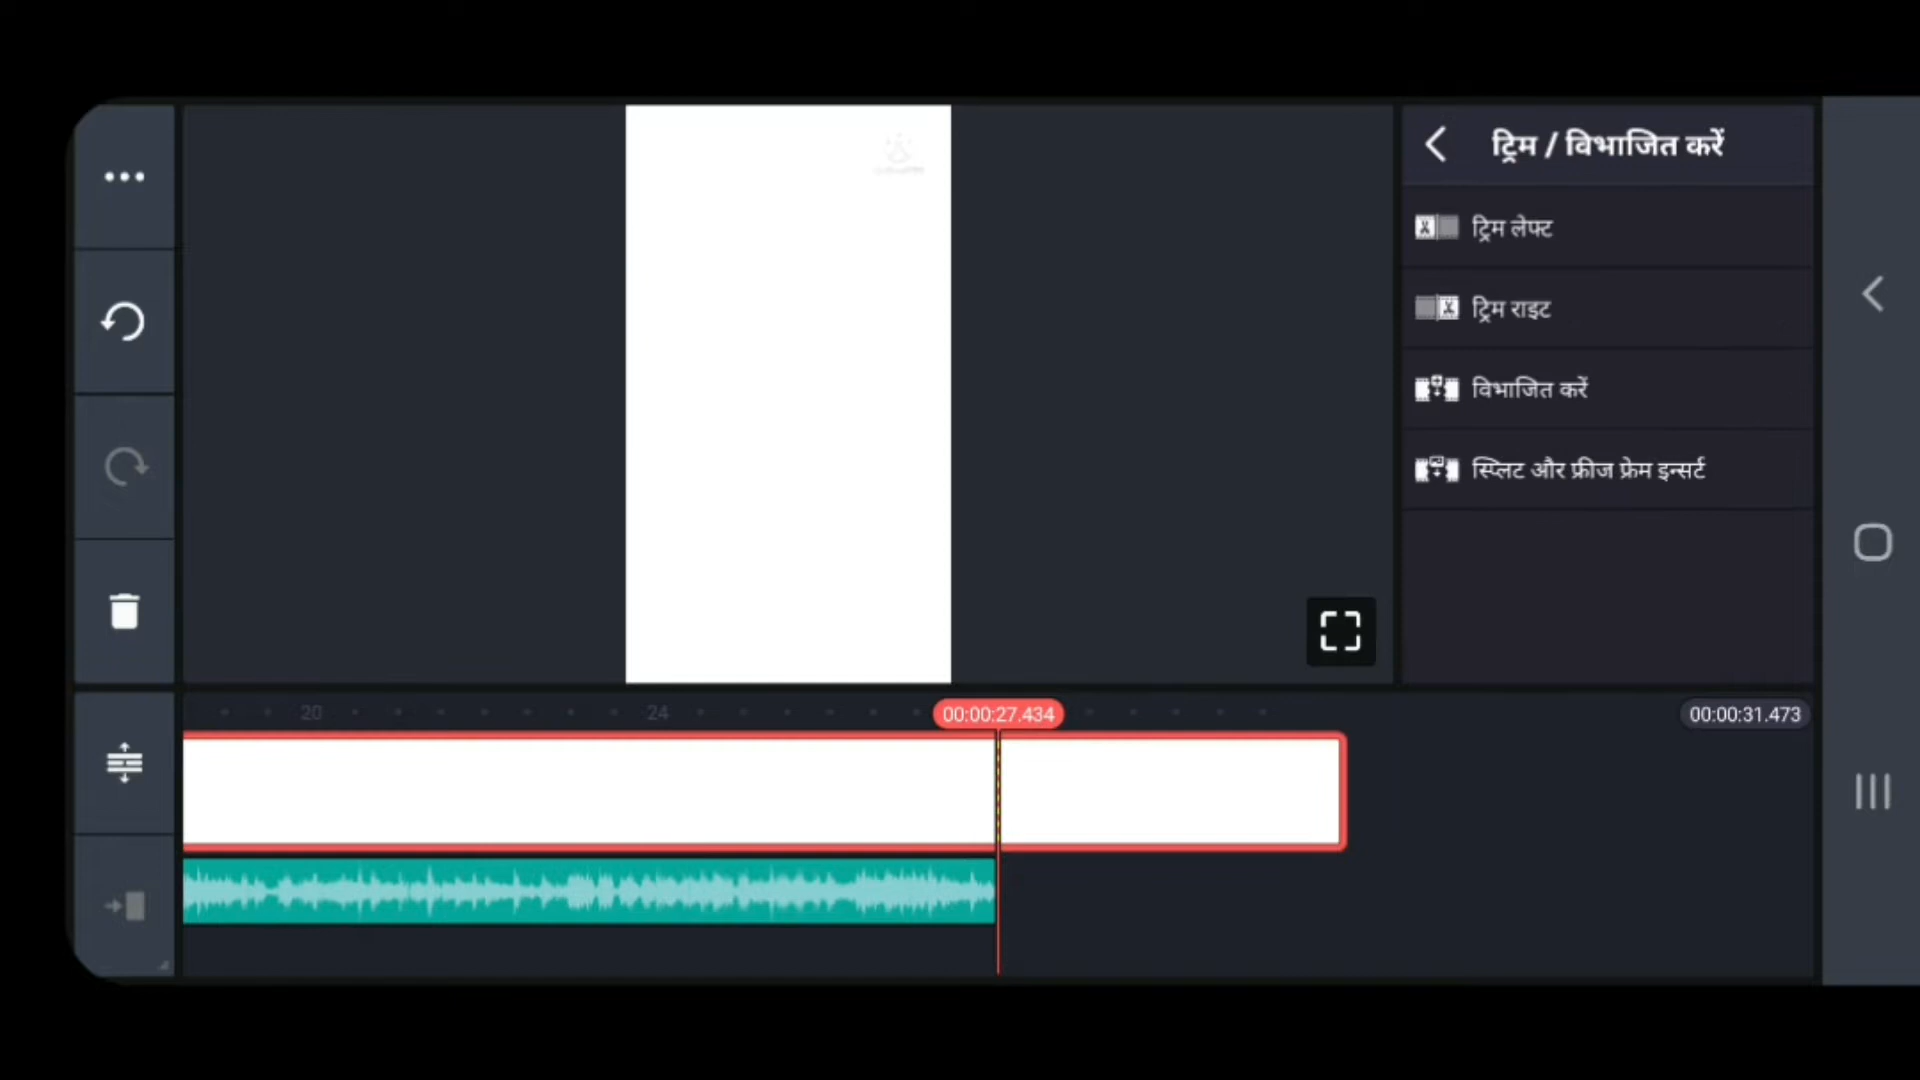 ट्रिम / विभाजित करें
ट्रिम लेफ्ट
ट्रिम राइट
विभाजित करें
स्प्लिट और फ्रीज फ्रेम इन्सर्ट
20
24
00:00:27.434
00:00:31.473